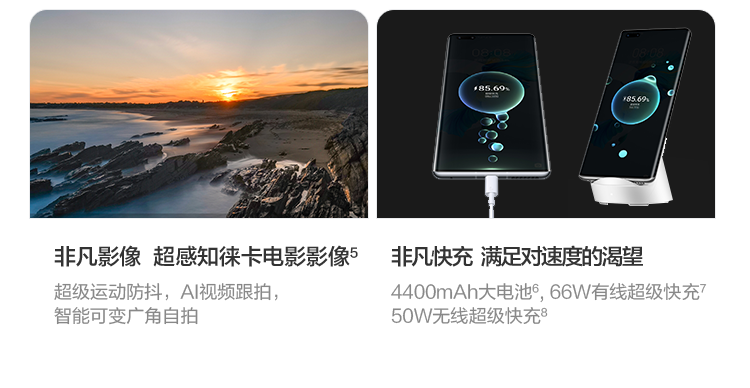 85.69%
85.69%
非凡影像 超感知徕卡电影影像5
超级运动防抖，AI视频跟拍，
智能可变广角自拍
非凡快充 满足对速度的渴望
4400mAh大电池6, 66W有线超级快充7
50W无线超级快充8